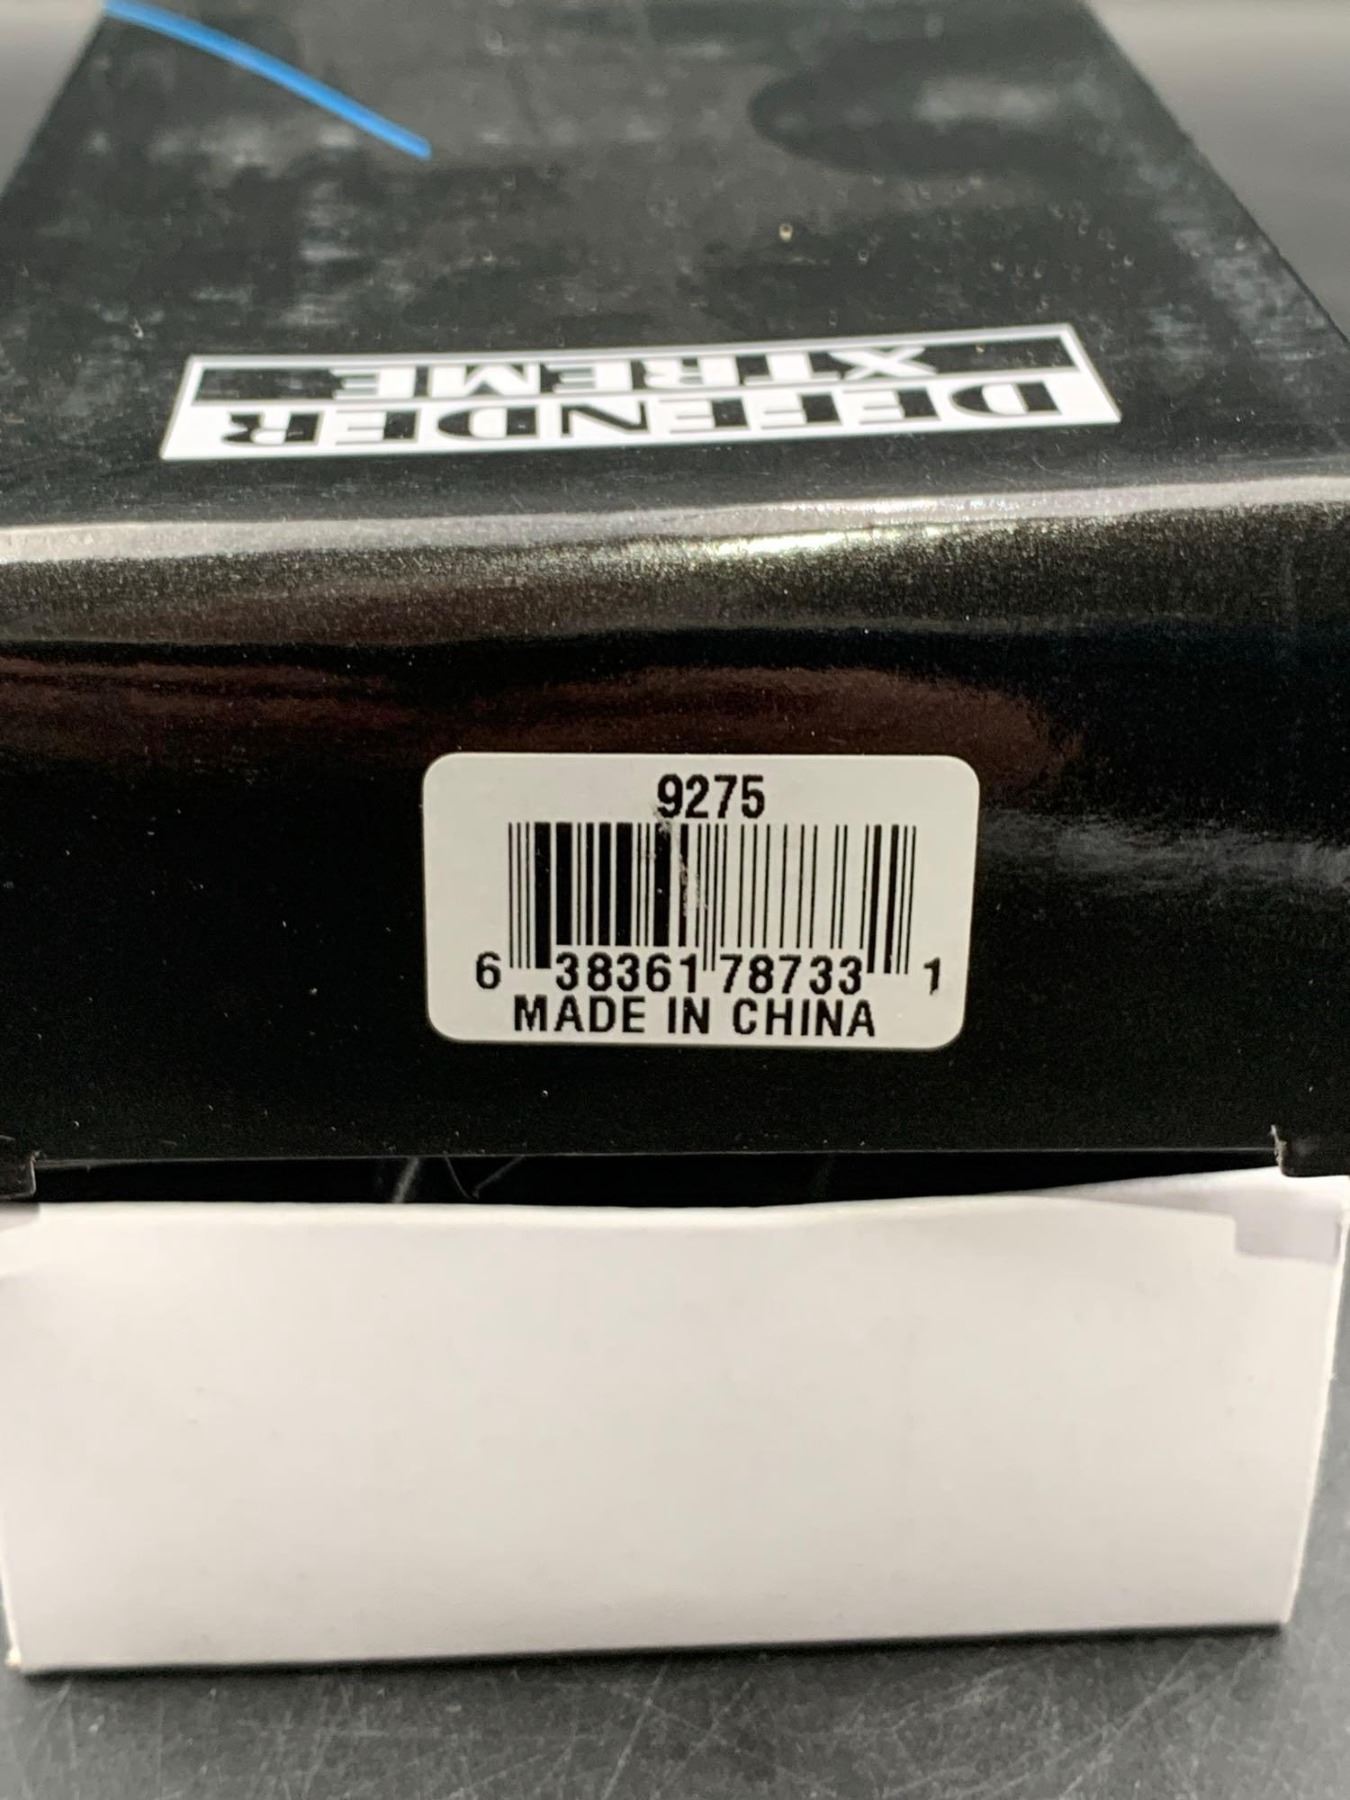 DEFENDER
XTREME
9275
6 38361 78733 1
MADE IN CHINA